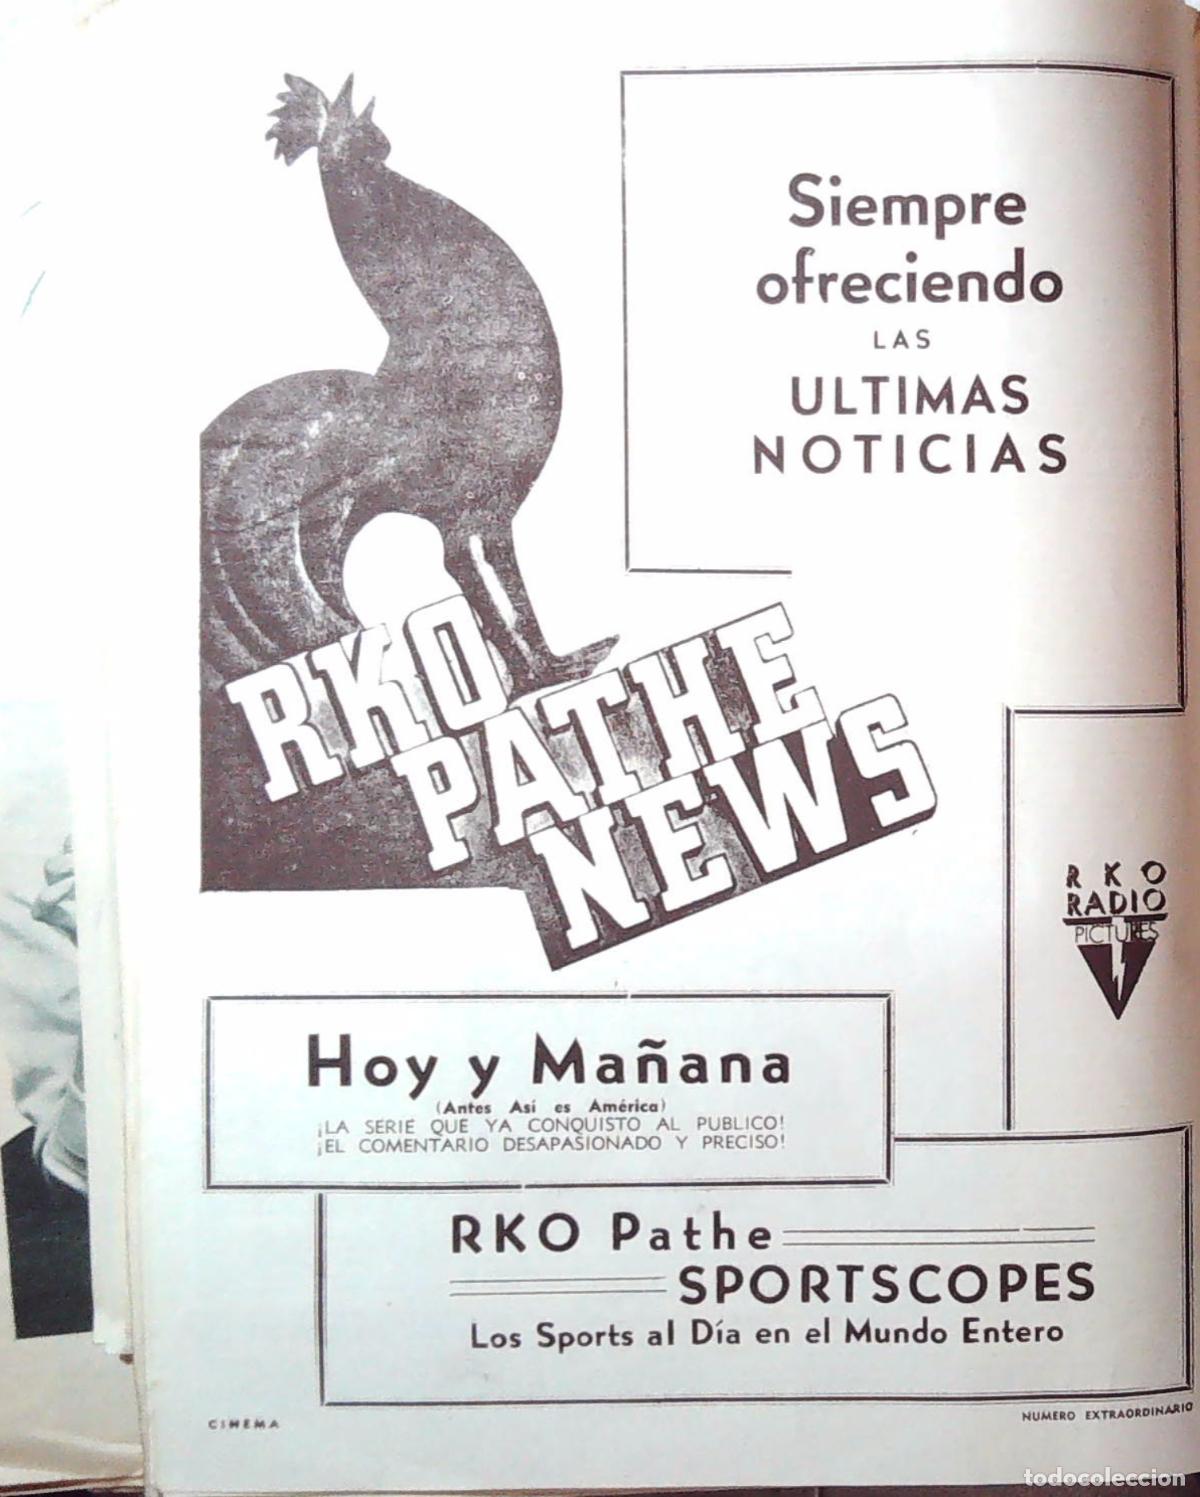 Siempre
ofreciendo
LAS
ULTIMAS
NOTICIAS
RKO
PATHE
NEWS
RKO
RADIO
PICTURES
Hoy y Mañana
(Antes Así es América)
¡LA SERIE QUE YA CONQUISTO AL PUBLICO!
¡EL COMENTARIO DESAPASIONADO Y PRECISO!
RKO Pathe
SPORTSCOPES
Los Sports al Día en el Mundo Entero
CINEMA
NUMERO EXTRAORDINARIO
todocoleccion